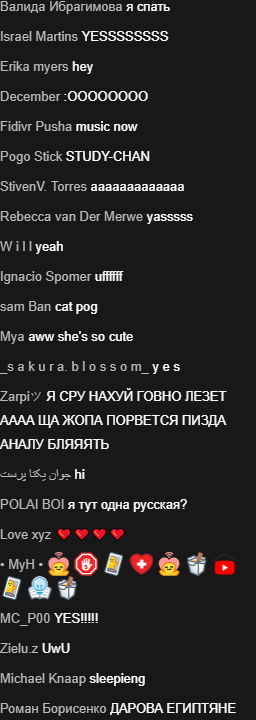 Валида Ибрагимова я спать
Israel Martins YESSSSSSSS
Erika myers hey
December :OOOOOOOO
Fidivr Pusha music now
Pogo Stick STUDY-CHAN
StivenV. Torres aaaaaaaaaaaaa
Rebecca van Der Merwe yasssss
W i l l yeah
Ignacio Spomer uffffff
sam Ban cat pog
Mya aww she's so cute
_s a k u r a. b l o s s o m_ y e s
Zarpiツ Я СРУ НАХУЙ ГОВНО ЛЕЗЕТ
АААА ЩА ЖОПА ПОРВЕТСЯ ПИЗДА
АНАЛУ БЛЯЯЯТЬ
جوان یکتا پرست hi
POLAI BOI я тут одна русская?
Love xyz ❤️❤️❤️❤️
• MyH •
MC_P00 YES!!!!!
Zielu.z UwU
Michael Knaap sleepieng
Роман Борисенко ДАРОВА ЕГИПТЯНЕ